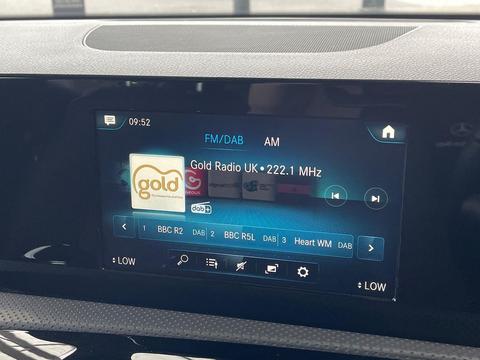 09:52
FM/DAB AM
Gold Radio UK • 222.1 MHz
gold
dab+
1 BBC R2 DAB 2 BBC R5L DAB 3 Heart WM DAB
LOW
LOW